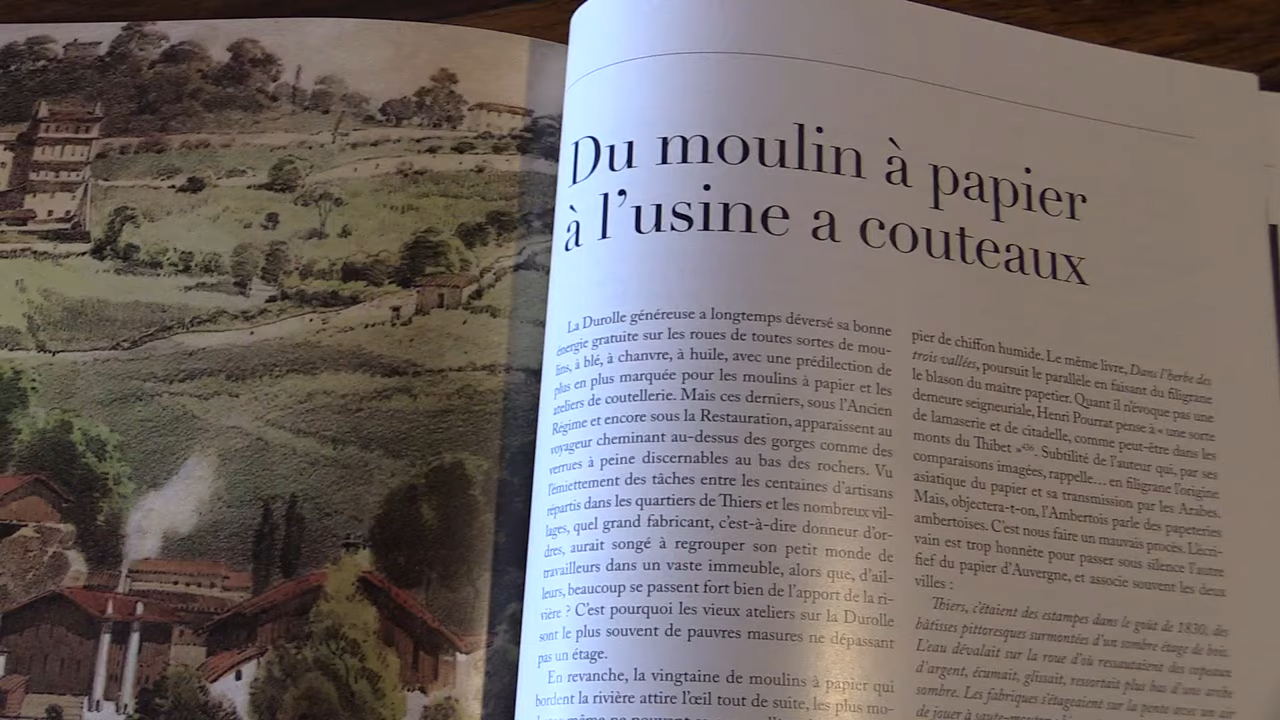 Du moulin à papier
à l'usine a couteaux
La Durolle généreuse a longtemps déversé sa bonne
énergie gratuite sur les roues de toutes sortes de mou-
lins, à blé, à chanvre, à huile, avec une prédilection de
plus en plus marquée pour les moulins à papier et les
ateliers de coutellerie. Mais ces derniers, sous l'Ancien
Régime et encore sous la Restauration, apparaissent au
voyageur cheminant au-dessus des gorges comme des
verrues à peine discernables au bas des rochers. Vu
l'émiettement des tâches entre les centaines d'artisans
répartis dans les quartiers de Thiers et les nombreux vil-
lages, quel grand fabricant, c'est-à-dire donneur d'or-
dres, aurait songé à regrouper son petit monde de
travailleurs dans un vaste immeuble, alors que, d'ail-
leurs, beaucoup se passent fort bien de l'apport de la ri-
vière ? C'est pourquoi les vieux ateliers sur la Durolle
sont le plus souvent de pauvres masures ne dépassant
pas un étage.
En revanche, la vingtaine de moulins à papier qui
bordent la rivière attire l'œil tout de suite, les plus mo-
pier de chiffon humide. Le même livre, Dans l'herbe des
trois vallées, poursuit le parallèle en faisant du filigrane
le blason du maître papetier. Quant il n'évoque pas une
demeure seigneuriale, Henri Pourrat pense à « une sorte
de lamaserie et de citadelle, comme peut-être dans les
monts du Thibet »⁴³⁶. Subtilité de l'auteur qui, par ses
comparaisons imagées, rappelle... en filigrane l'origine
asiatique du papier et sa transmission par les Arabes.
Mais, objectera-t-on, l'Ambertois parle des papeteries
ambertoises. C'est nous faire un mauvais procès. L'écri-
vain est trop honnête pour passer sous silence l'autre
fief du papier d'Auvergne, et associe souvent les deux
villes :
Thiers, c'étaient des estampes dans le goût de 1830, des
bâtisses pittoresques surmontées d'un sombre étage de bois.
L'eau dévalait sur la roue d'où ressautaient des copeaux
d'argent, écumait, glissait, ressortait plus bas d'une arche
sombre. Les fabriques s'étageaient sur la pente avec un air